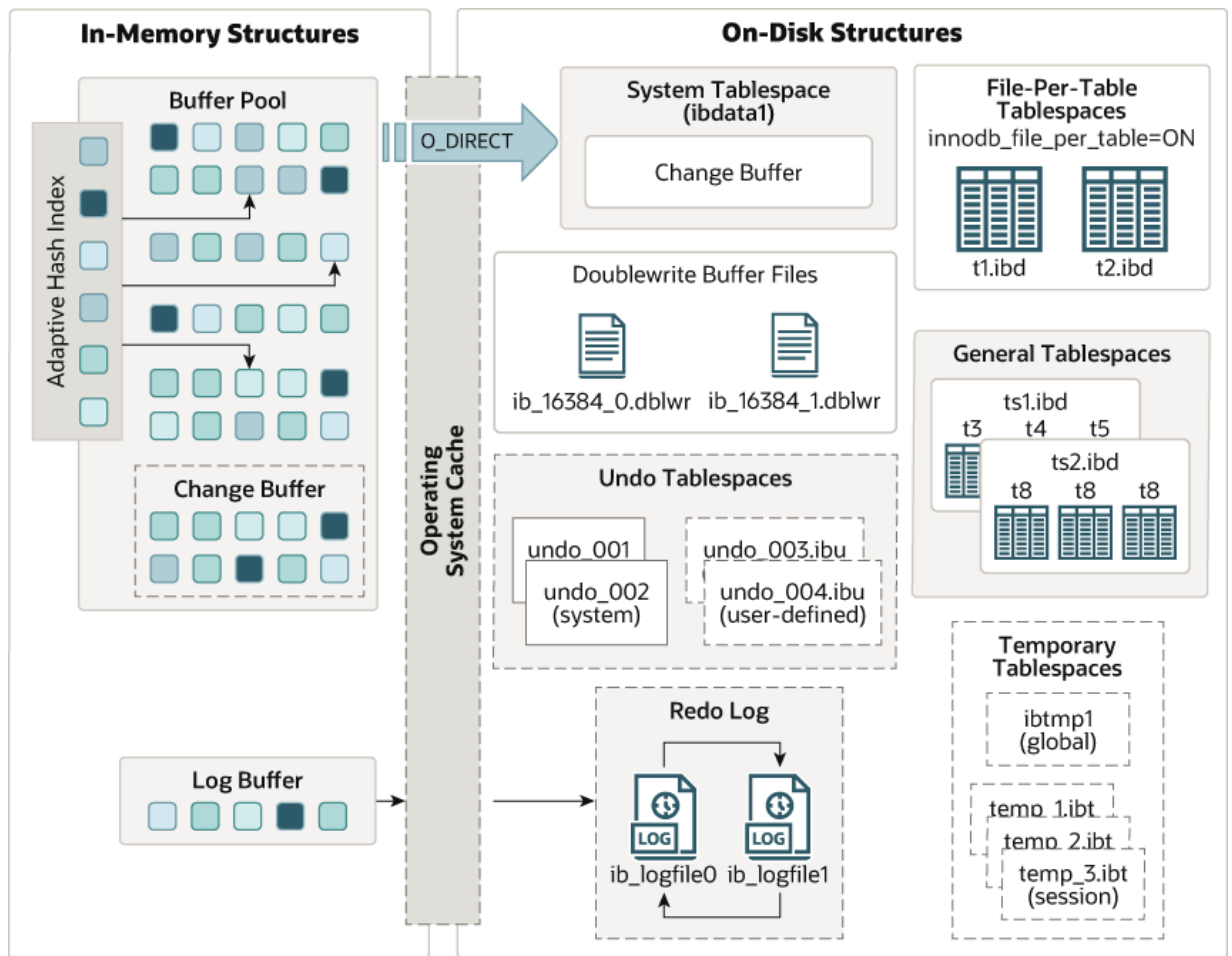 In-Memory Structures
Buffer Pool
Adaptive Hash Index
Change Buffer
Log Buffer
Operating
System Cache
O_DIRECT
On-Disk Structures
System Tablespace
(ibdata1)
Change Buffer
File-Per-Table
Tablespaces
innodb_file_per_table=ON
t1.ibd
t2.ibd
Doublewrite Buffer Files
ib_16384_0.dblwr
ib_16384_1.dblwr
General Tablespaces
ts1.ibd
t3 t4 t5
ts2.ibd
t8 t8 t8
Undo Tablespaces
undo_001
undo_002
(system)
undo_003.ibu
undo_004.ibu
(user-defined)
Temporary
Tablespaces
ibtmp1
(global)
temp_1.ibt
temp_2.ibt
temp_3.ibt
(session)
Redo Log
LOG
LOG
ib_logfile0
ib_logfile1